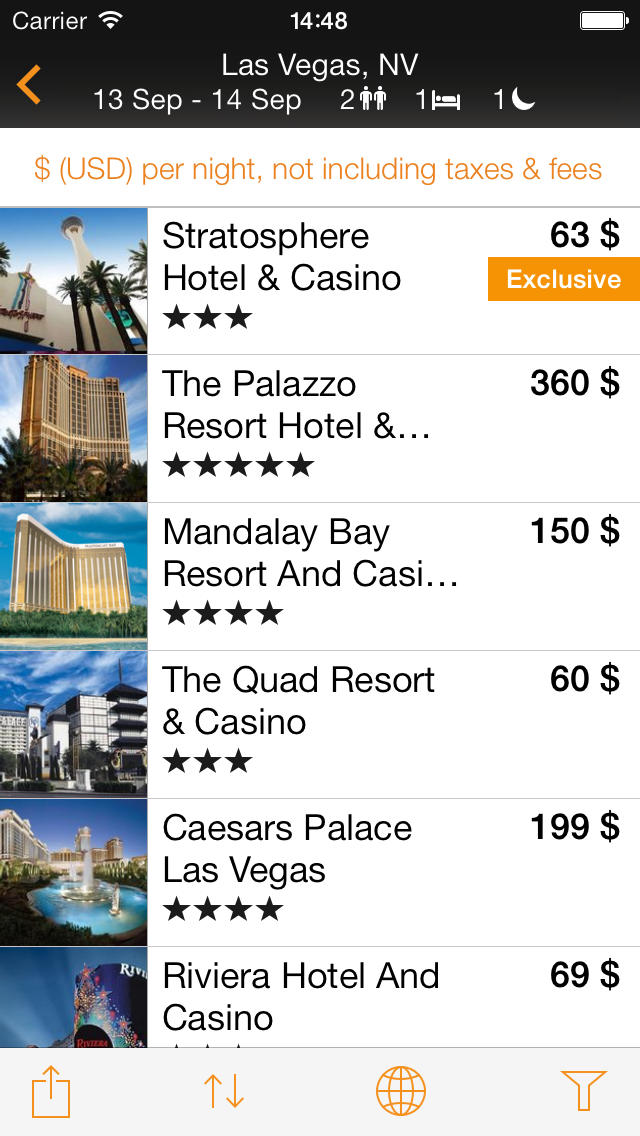 Carrier 14:48
Las Vegas, NV
13 Sep - 14 Sep 2 1 1
$ (USD) per night, not including taxes & fees
Stratosphere 63 $
Hotel & Casino Exclusive
The Palazzo 360 $
Resort Hotel &...
Mandalay Bay 150 $
Resort And Casi...
The Quad Resort 60 $
& Casino
Caesars Palace 199 $
Las Vegas
Riviera Hotel And 69 $
Casino
RIVIERA